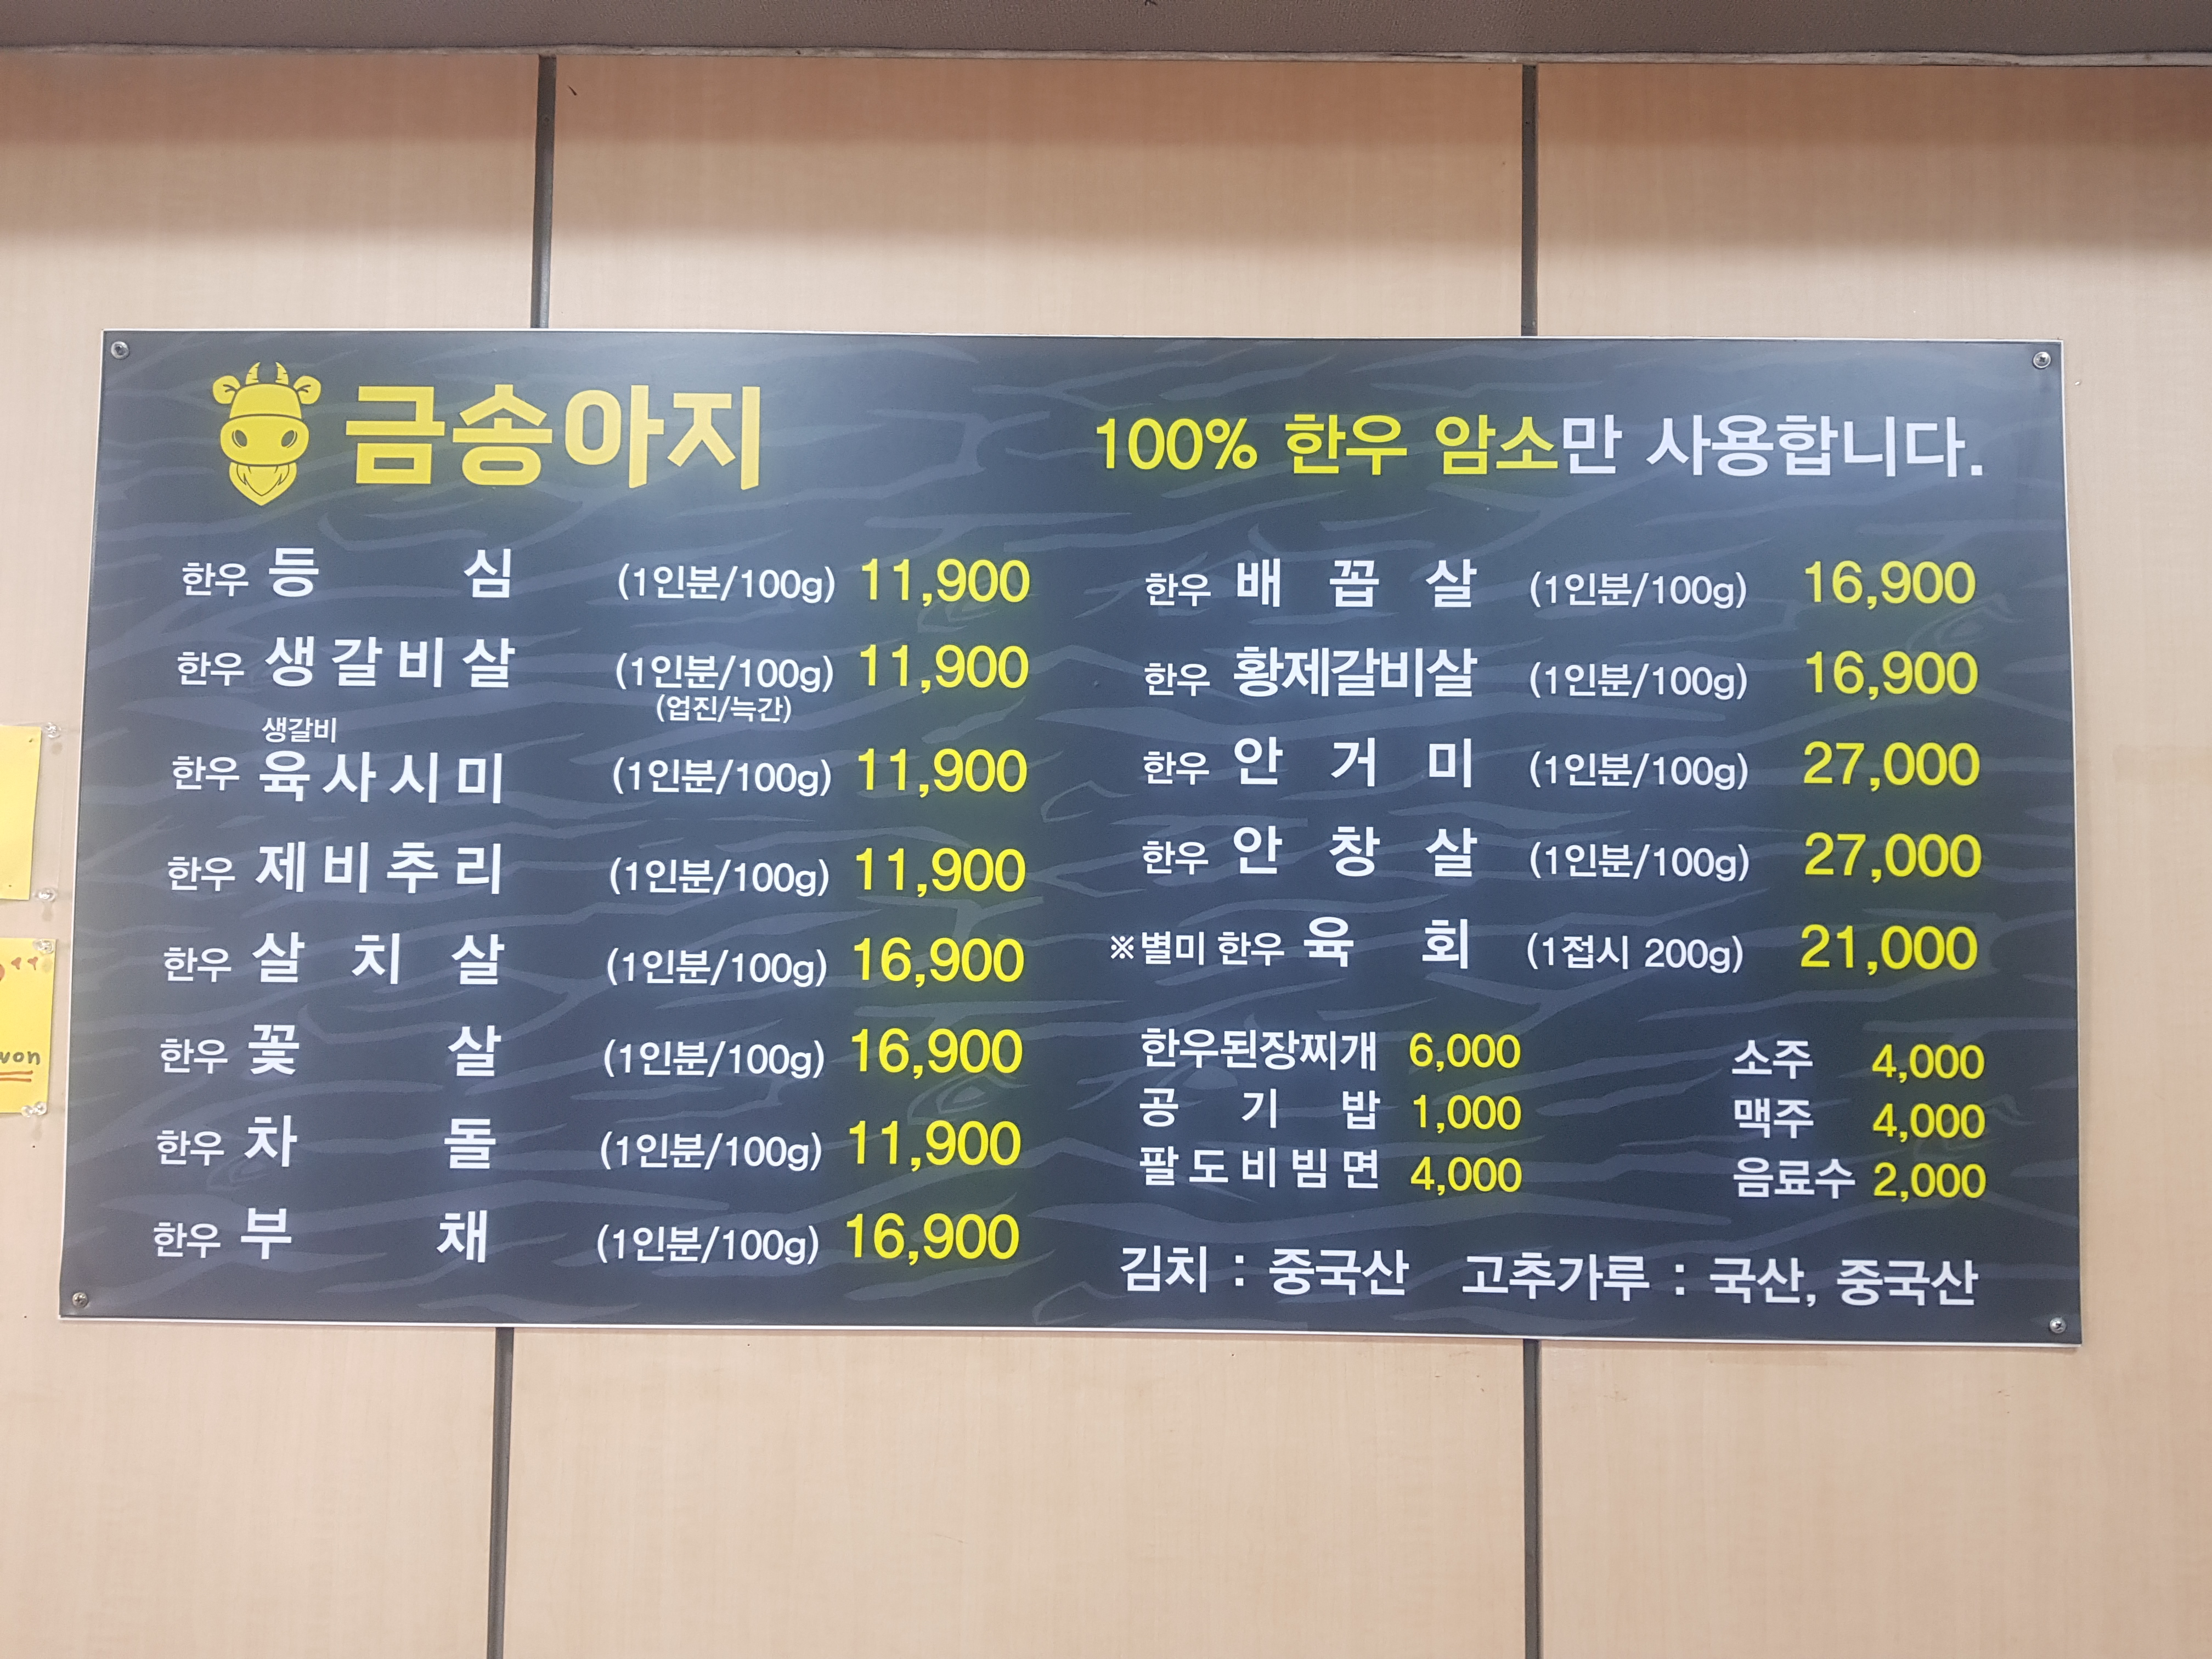 금송아지
100% 한우 암소만 사용합니다.
한우 등심 (1인분/100g) 11,900
한우 생갈비살 (1인분/100g) 11,900
(업진/늑간)
생갈비
한우 육사시미 (1인분/100g) 11,900
한우 제비추리 (1인분/100g) 11,900
한우 살치살 (1인분/100g) 16,900
한우 꽃살 (1인분/100g) 16,900
한우 차돌 (1인분/100g) 11,900
한우 부채 (1인분/100g) 16,900
한우 배꼽살 (1인분/100g) 16,900
한우 황제갈비살 (1인분/100g) 16,900
한우 안거미 (1인분/100g) 27,000
한우 안창살 (1인분/100g) 27,000
※별미 한우 육회 (1접시 200g) 21,000
한우된장찌개 6,000
공기밥 1,000
팔도비빔면 4,000
소주 4,000
맥주 4,000
음료수 2,000
김치 : 중국산 고추가루 : 국산, 중국산